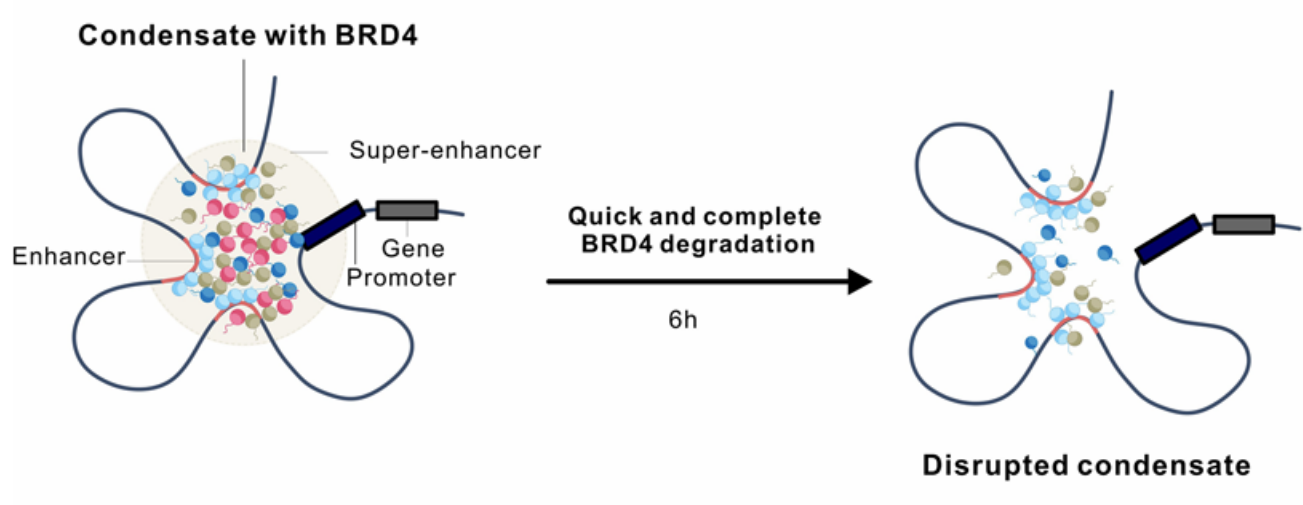 Condensate with BRD4
Super-enhancer
Enhancer
Gene
Promoter
Quick and complete
BRD4 degradation
6h
Disrupted condensate